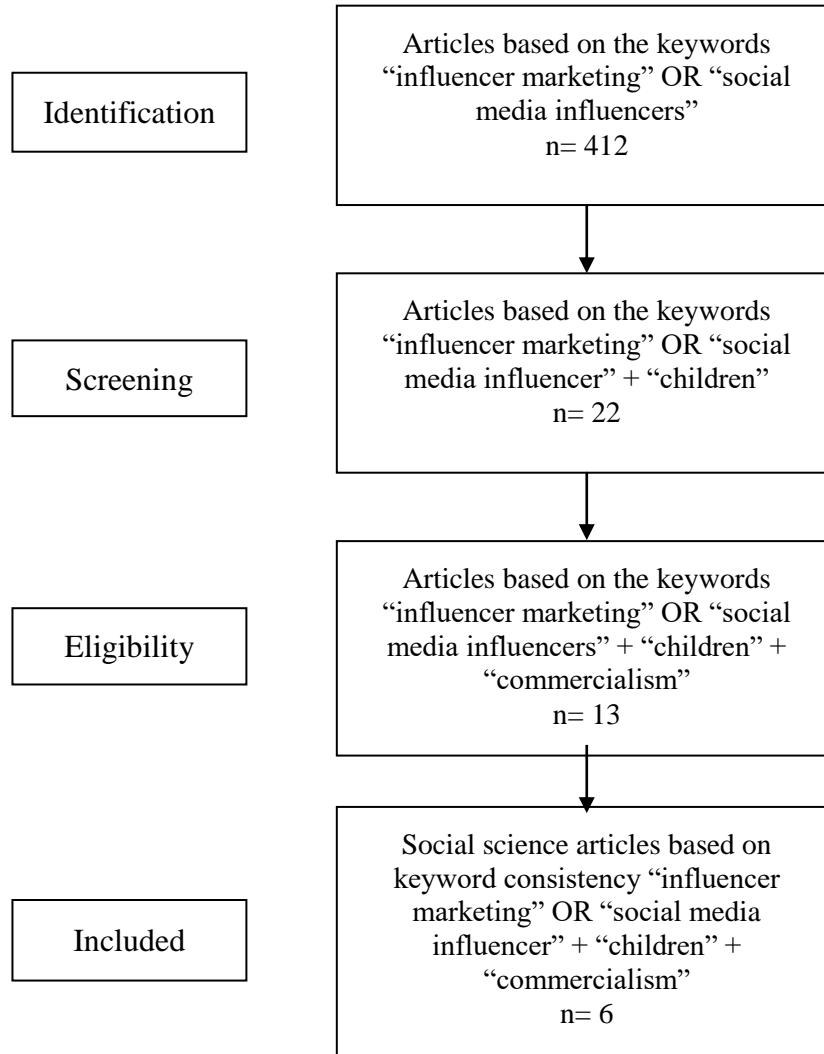 Identification
Articles based on the keywords
“influencer marketing” OR “social
media influencers”
n= 412
Screening
Articles based on the keywords
“influencer marketing” OR “social
media influencer” + “children”
n= 22
Eligibility
Articles based on the keywords
“influencer marketing” OR “social
media influencers” + “children” +
“commercialism”
n= 13
Included
Social science articles based on
keyword consistency “influencer
marketing” OR “social media
influencer” + “children” +
“commercialism”
n= 6